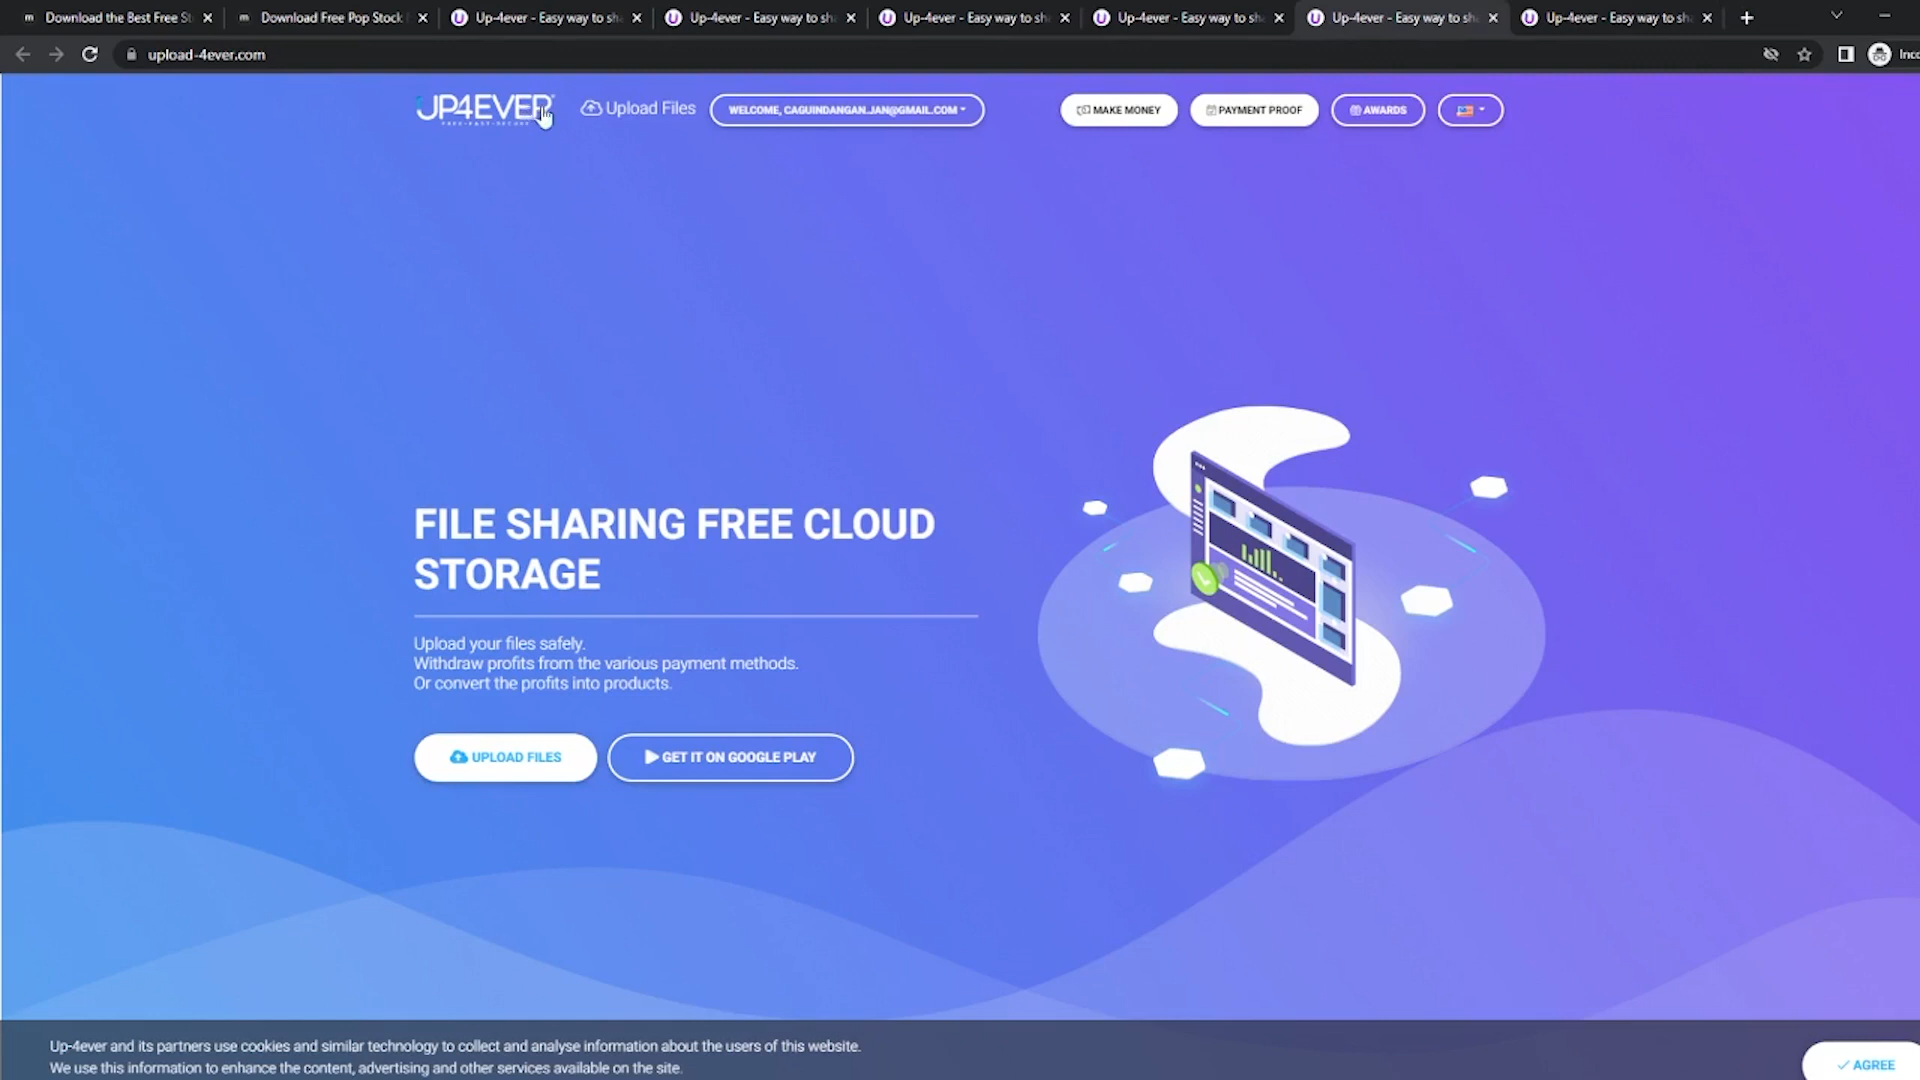 Download the Best Free St
Download Free Pop Stock
Up-4ever - Easy way to sh
Up-4ever - Easy way to sh
Up-4ever - Easy way to sh
Up-4ever - Easy way to sh
Up-4ever - Easy way to sh
Up-4ever - Easy way to sh
upload-4ever.com
Inco
UP4EVER
Upload Files
WELCOME, CAGUINDANGAN.JAN@GMAIL.COM
MAKE MONEY
PAYMENT PROOF
AWARDS
FILE SHARING FREE CLOUD
STORAGE
Upload your files safely.
Withdraw profits from the various payment methods.
Or convert the profits into products.
UPLOAD FILES
GET IT ON GOOGLE PLAY
Up-4ever and its partners use cookies and similar technology to collect and analyse information about the users of this website.
We use this information to enhance the content, advertising and other services available on the site.
AGREE